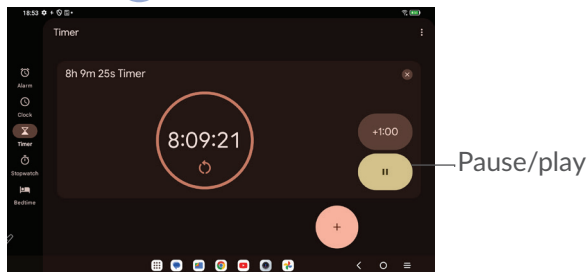 18:53
Timer
8h 9m 25s Timer
Alarm
Clock
Timer
Stopwatch
Bedtime
8:09:21
+1:00
Pause/play